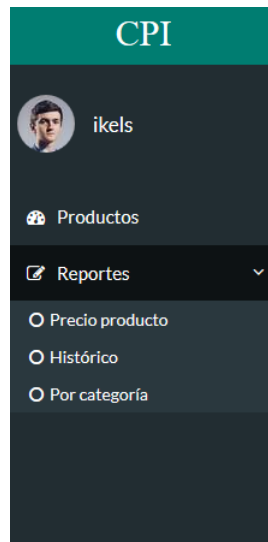 CPI
ikels
Productos
Reportes
Precio producto
Histórico
Por categoría